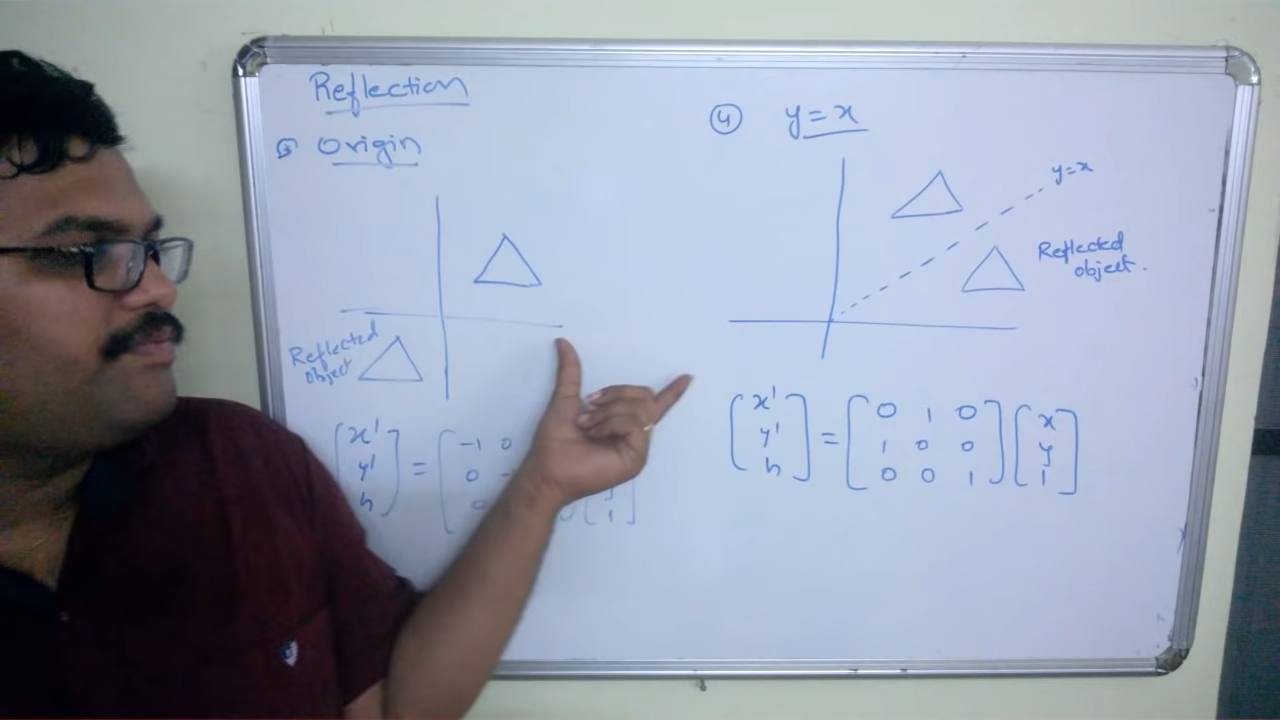 Reflection
Origin
Reflected
object
x'
y'
h
=
-1 0
0
1
④ y = x
y=x
Reflected
object.
x'
y'
h
=
0 1 0
1 0 0
0 0 1
x
y
1